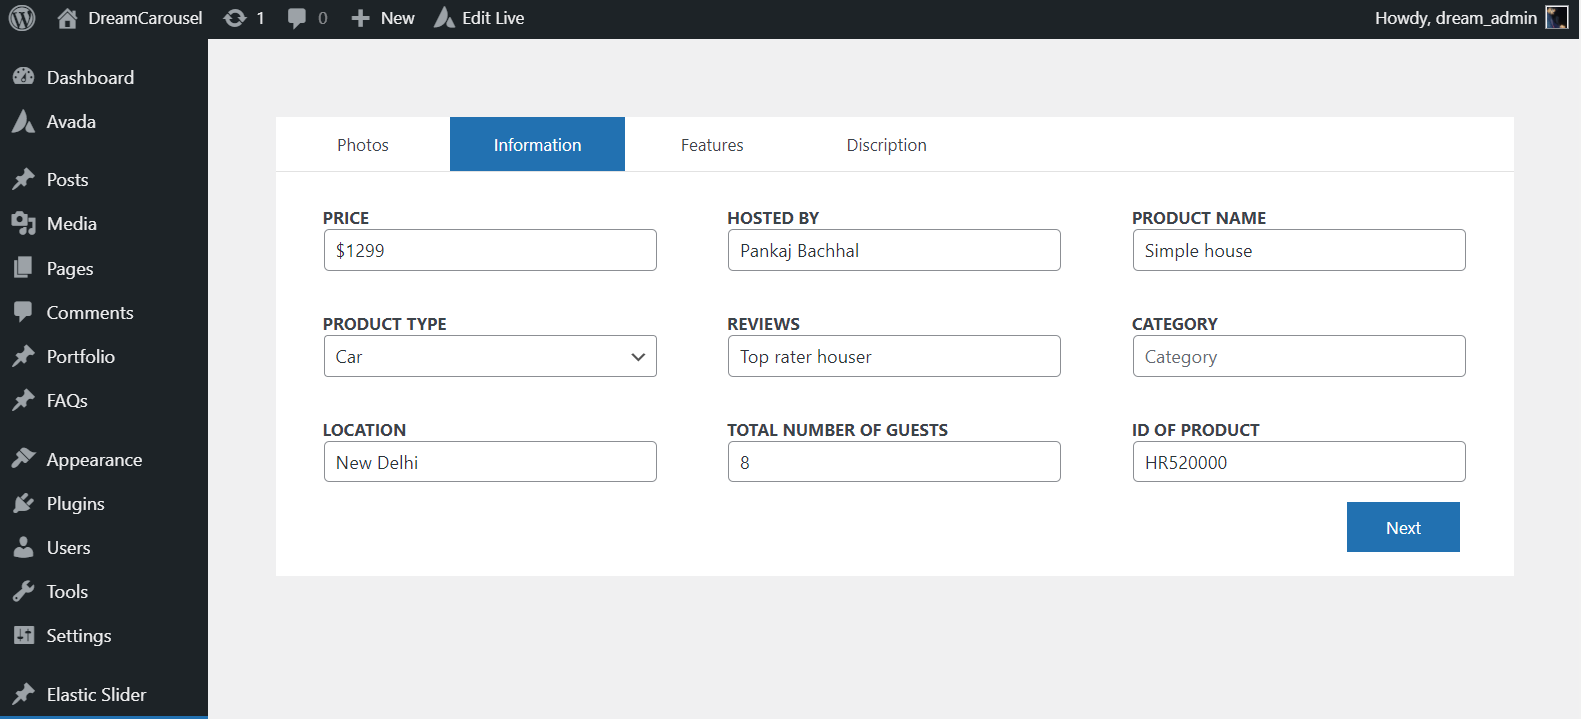 DreamCarousel 1 0 New Edit Live Howdy, dream_admin
Dashboard
Avada
Posts
Media
Pages
Comments
Portfolio
FAQs
Appearance
Plugins
Users
Tools
Settings
Elastic Slider
Photos Information Features Discription
PRICE HOSTED BY PRODUCT NAME
$1299 Pankaj Bachhal Simple house
PRODUCT TYPE REVIEWS CATEGORY
Car Top rater houser Category
LOCATION TOTAL NUMBER OF GUESTS ID OF PRODUCT
New Delhi 8 HR520000
Next